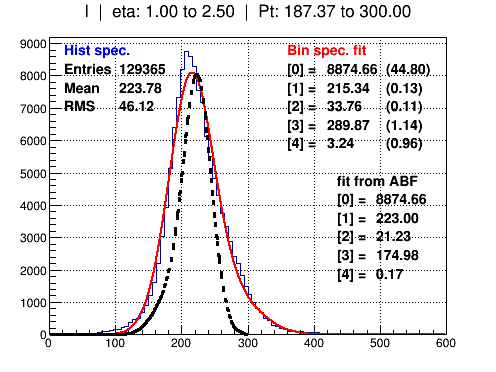 I | eta: 1.00 to 2.50 | Pt: 187.37 to 300.00
Hist spec.
Entries 129365
Mean 223.78
RMS 46.12
Bin spec. fit
[0] = 8874.66 (44.80)
[1] = 215.34 (0.13)
[2] = 33.76 (0.11)
[3] = 289.87 (1.14)
[4] = 3.24 (0.96)
fit from ABF
[0] = 8874.66
[1] = 223.00
[2] = 21.23
[3] = 174.98
[4] = 0.17
9000
8000
7000
6000
5000
4000
3000
2000
1000
0
0 100 200 300 400 500 600